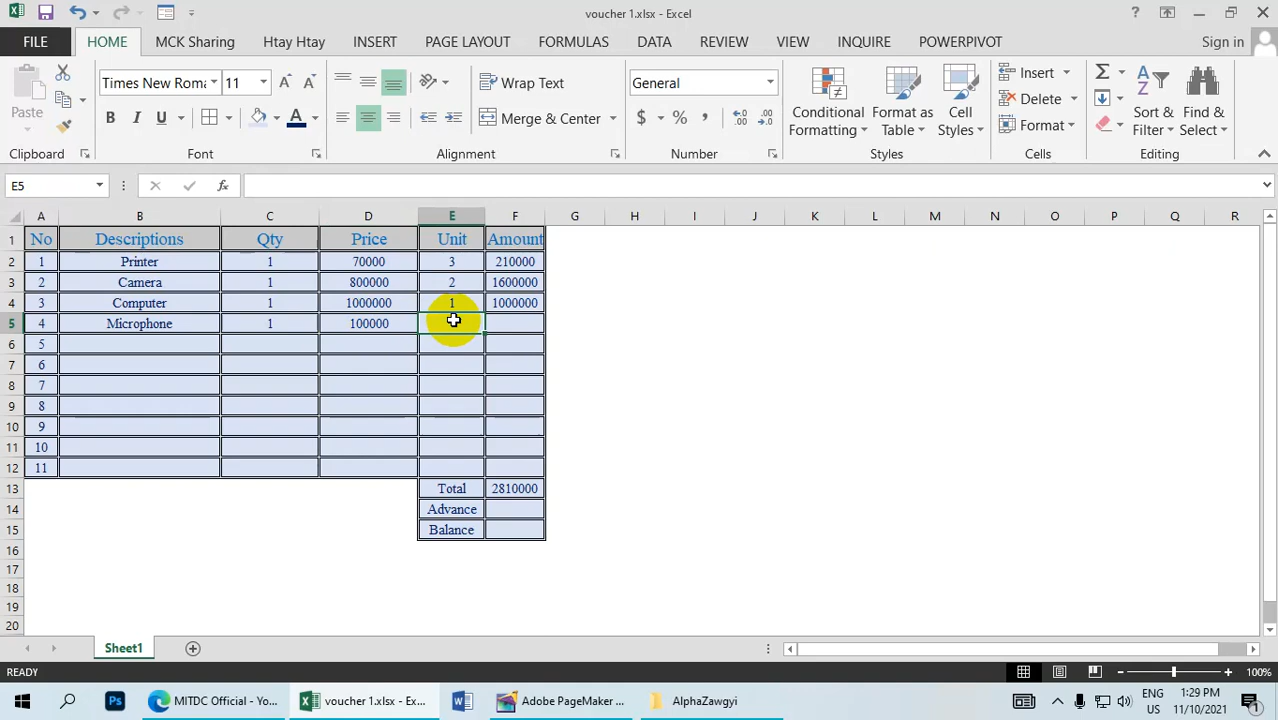 voucher 1.xlsx - Excel
?
FILE HOME MCK Sharing Htay Htay INSERT PAGE LAYOUT FORMULAS DATA REVIEW VIEW INQUIRE POWERPIVOT Sign in
Paste
Times New Roma 11
B I U A
Wrap Text
Merge & Center
General
$ % ,
Conditional Formatting
Format as Table
Cell Styles
Insert
Delete
Format
Sort & Filter
Find & Select
Clipboard Font Alignment Number Styles Cells Editing
E5 fx
A B C D E F G H I J K L M N O P Q R
1 No Descriptions Qty Price Unit Amount
2 1 Printer 1 70000 3 210000
3 2 Camera 1 800000 2 1600000
4 3 Computer 1 1000000 1 1000000
5 4 Microphone 1 100000
6 5
7 6
8 7
9 8
10 9
11 10
12 11
13 Total 2810000
14 Advance
15 Balance
16
17
18
19
20
Sheet1
READY 100%
Ps MITDC Official - Yo... voucher 1.xlsx - Ex... Adobe PageMaker ... AlphaZawgyi
ENG
US
1:29 PM
11/10/2021
1